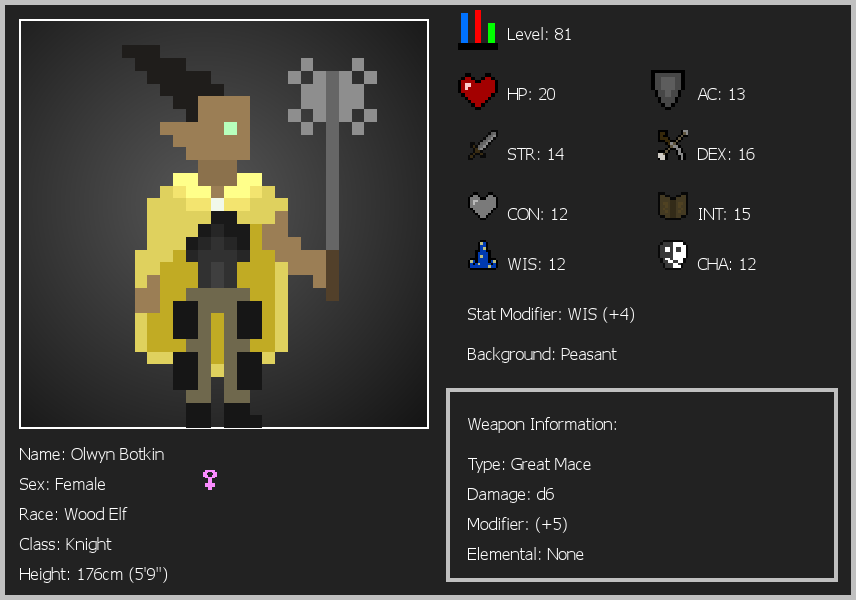 Level: 81
HP: 20
AC: 13
STR: 14
DEX: 16
CON: 12
INT: 15
WIS: 12
CHA: 12
Stat Modifier: WIS (+4)
Background: Peasant
Name: Olwyn Botkin
Sex: Female
Race: Wood Elf
Class: Knight
Height: 176cm (5'9")
Weapon Information:
Type: Great Mace
Damage: d6
Modifier: (+5)
Elemental: None